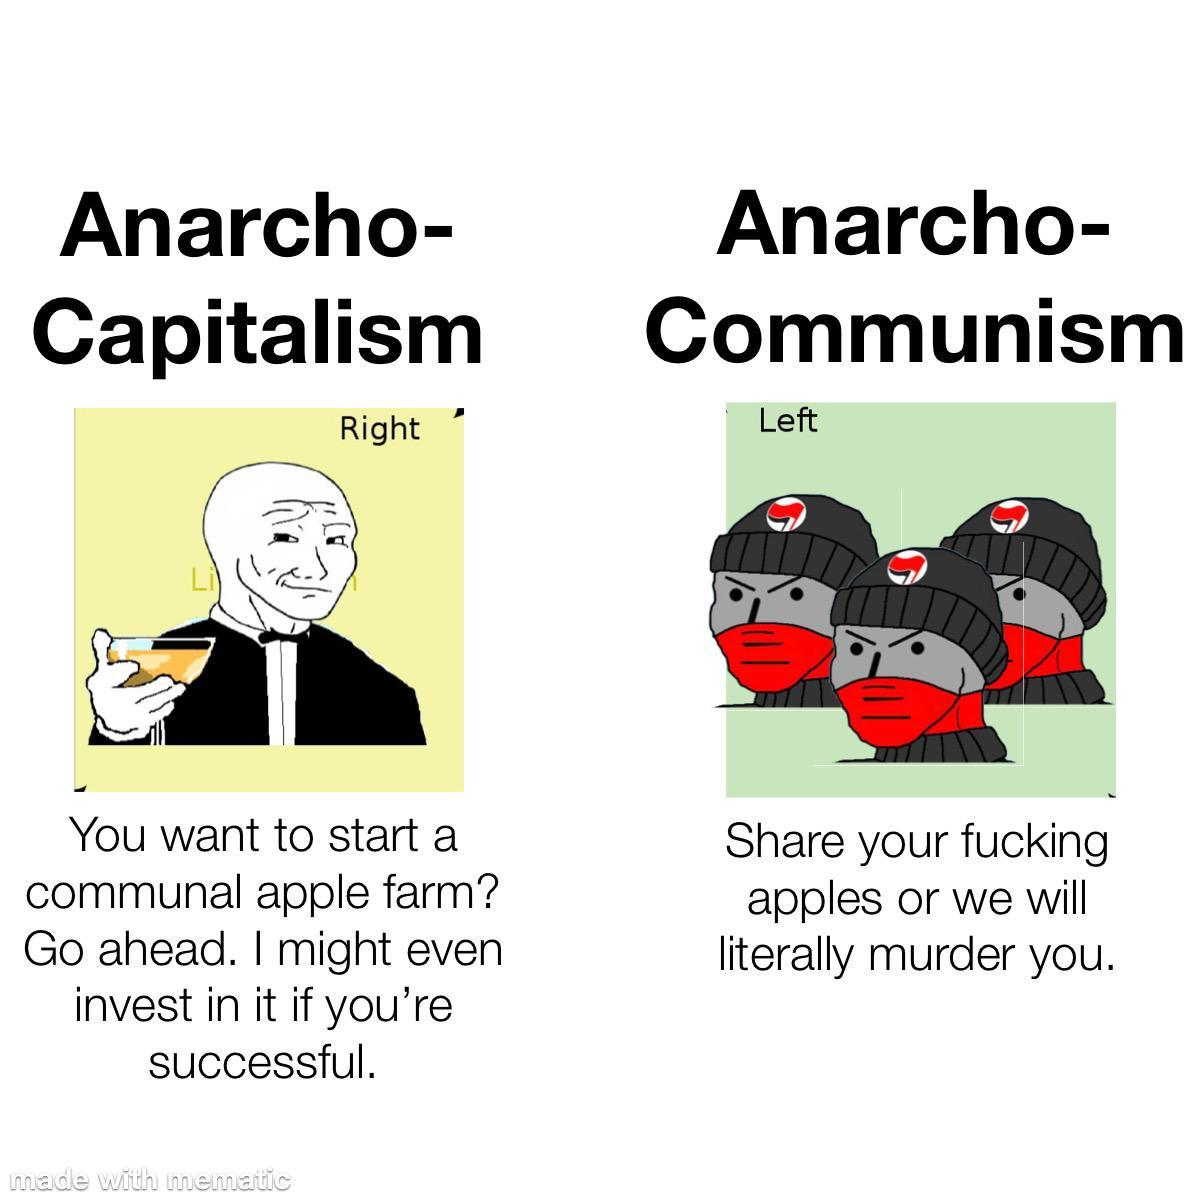 Anarcho-
Capitalism
Right
Li
You want to start a
communal apple farm?
Go ahead. I might even
invest in it if you’re
successful.
Anarcho-
Communism
Left
Share your fucking
apples or we will
literally murder you.
made with mematic